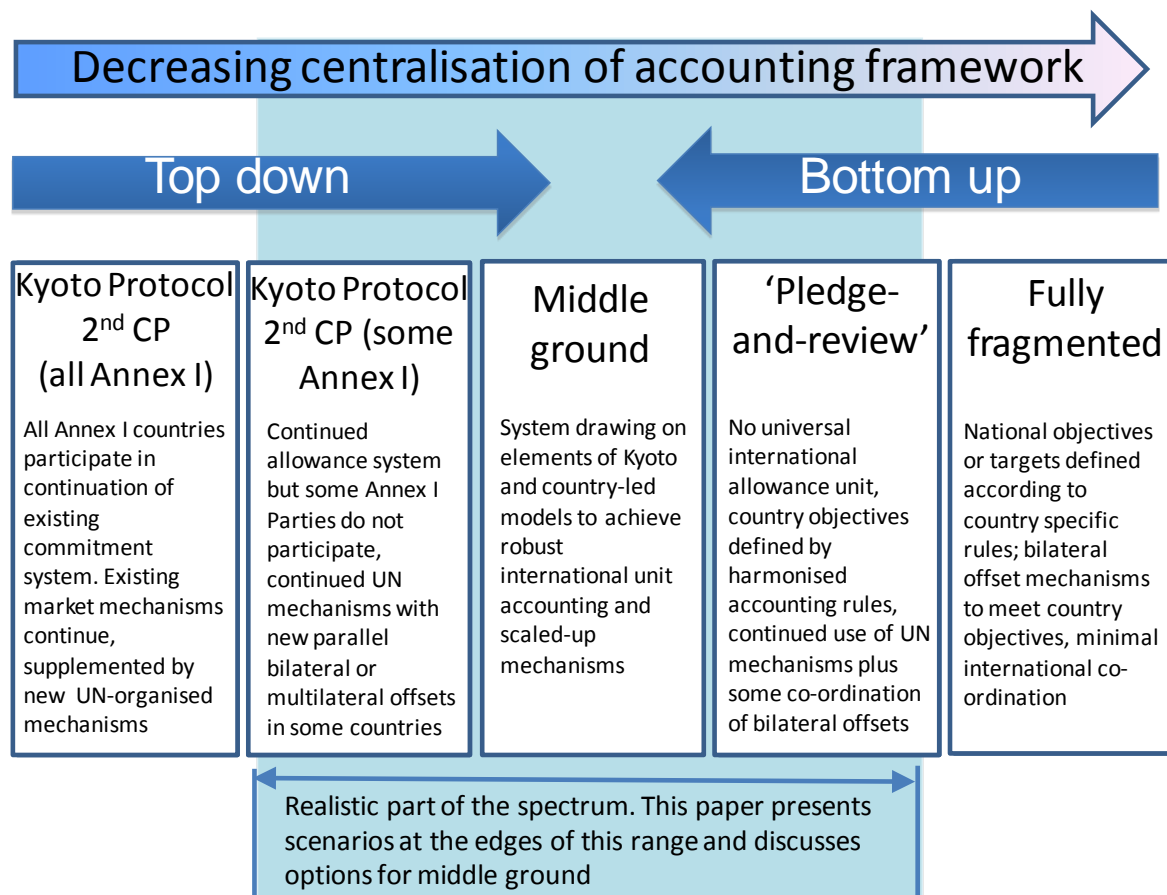 Decreasing centralisation of accounting framework
Top down
Bottom up
Kyoto Protocol
2nd CP
(all Annex I)
All Annex I countries
participate in
continuation of
existing
commitment
system. Existing
market mechanisms
continue,
supplemented by
new UN-organised
mechanisms
Kyoto Protocol
2nd CP (some
Annex I)
Continued
allowance system
but some Annex I
Parties do not
participate,
continued UN
mechanisms with
new parallel
bilateral or
multilateral offsets
in some countries
Middle
ground
System drawing on
elements of Kyoto
and country-led
models to achieve
robust
international unit
accounting and
scaled-up
mechanisms
‘Pledge-
and-review’
No universal
international
allowance unit,
country objectives
defined by
harmonised
accounting rules,
continued use of UN
mechanisms plus
some co-ordination
of bilateral offsets
Fully
fragmented
National objectives
or targets defined
according to
country specific
rules; bilateral
offset mechanisms
to meet country
objectives, minimal
international co-
ordination
Realistic part of the spectrum. This paper presents
scenarios at the edges of this range and discusses
options for middle ground